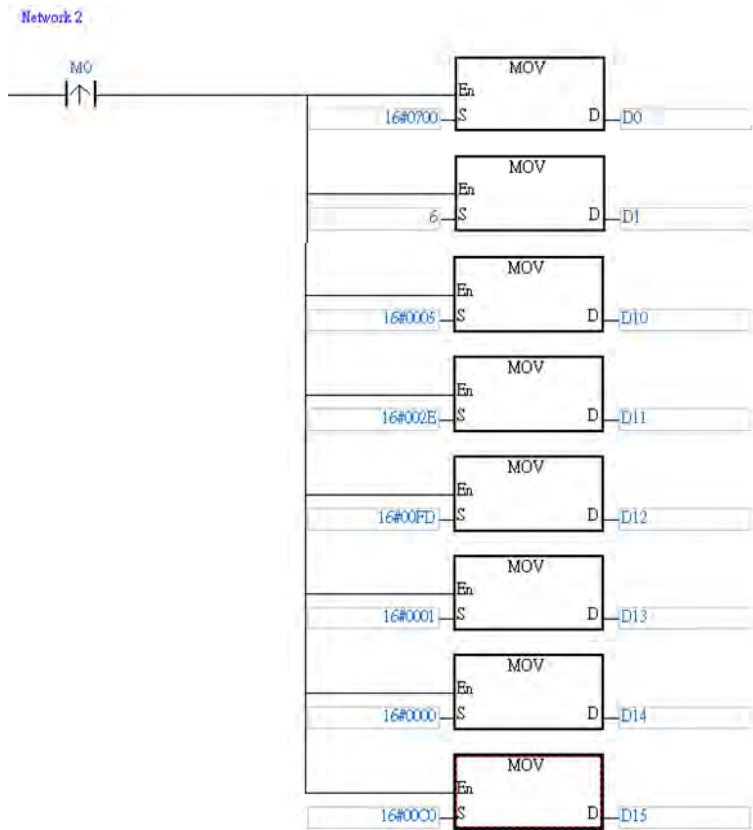 Network 2
M0
MOV
En
16#0700 S D D0
MOV
En
6 S D D1
MOV
En
16#0005 S D D10
MOV
En
16#002E S D D11
MOV
En
16#00FD S D D12
MOV
En
16#0001 S D D13
MOV
En
16#0000 S D D14
MOV
En
16#00C0 S D D15